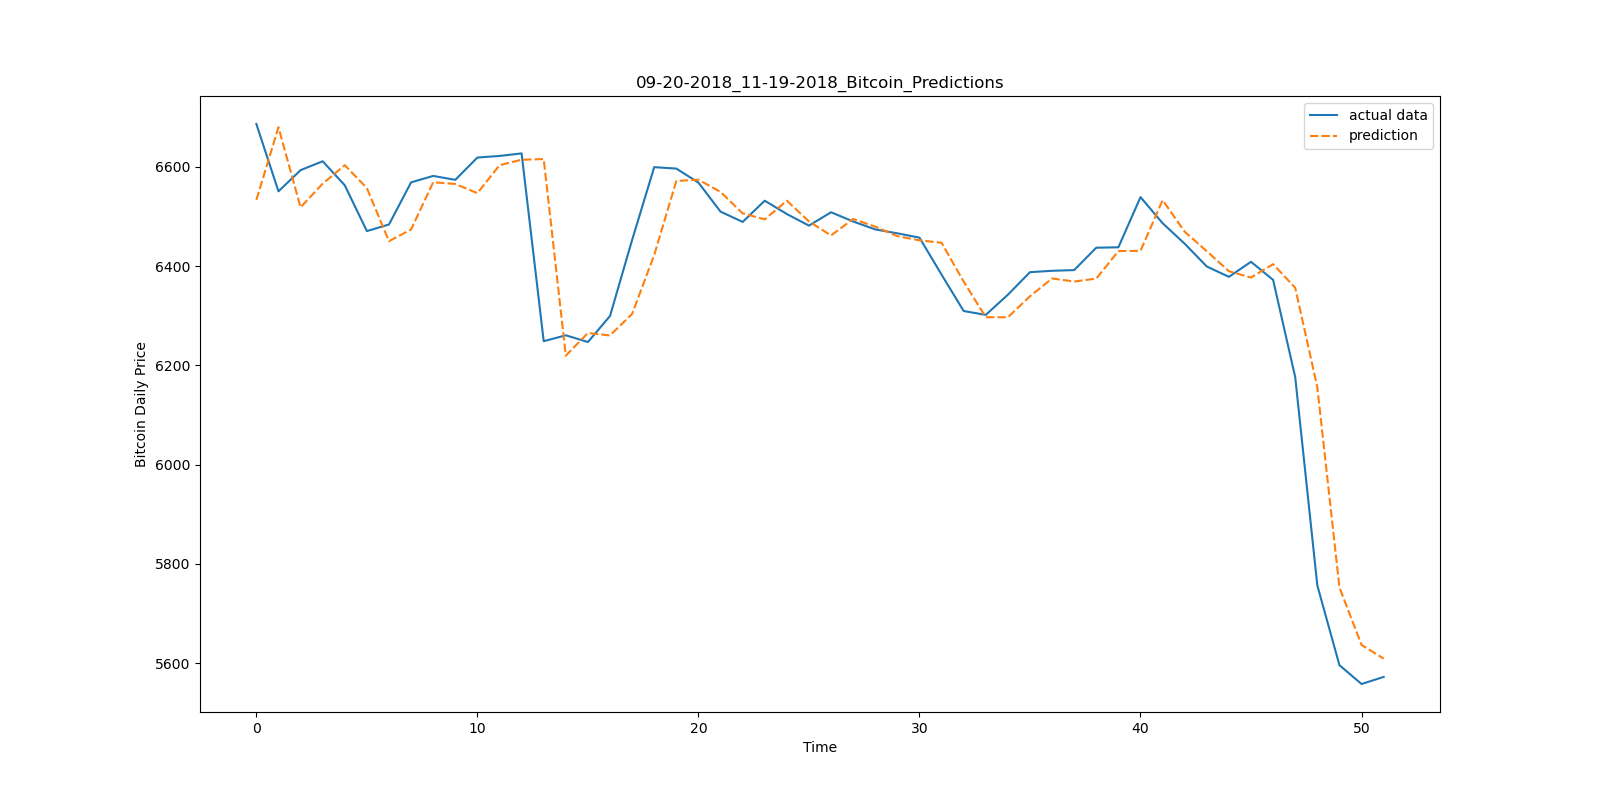 09-20-2018_11-19-2018_Bitcoin_Predictions
actual data
prediction
6600
6400
6200
6000
5800
5600
Bitcoin Daily Price
0 10 20 30 40 50
Time